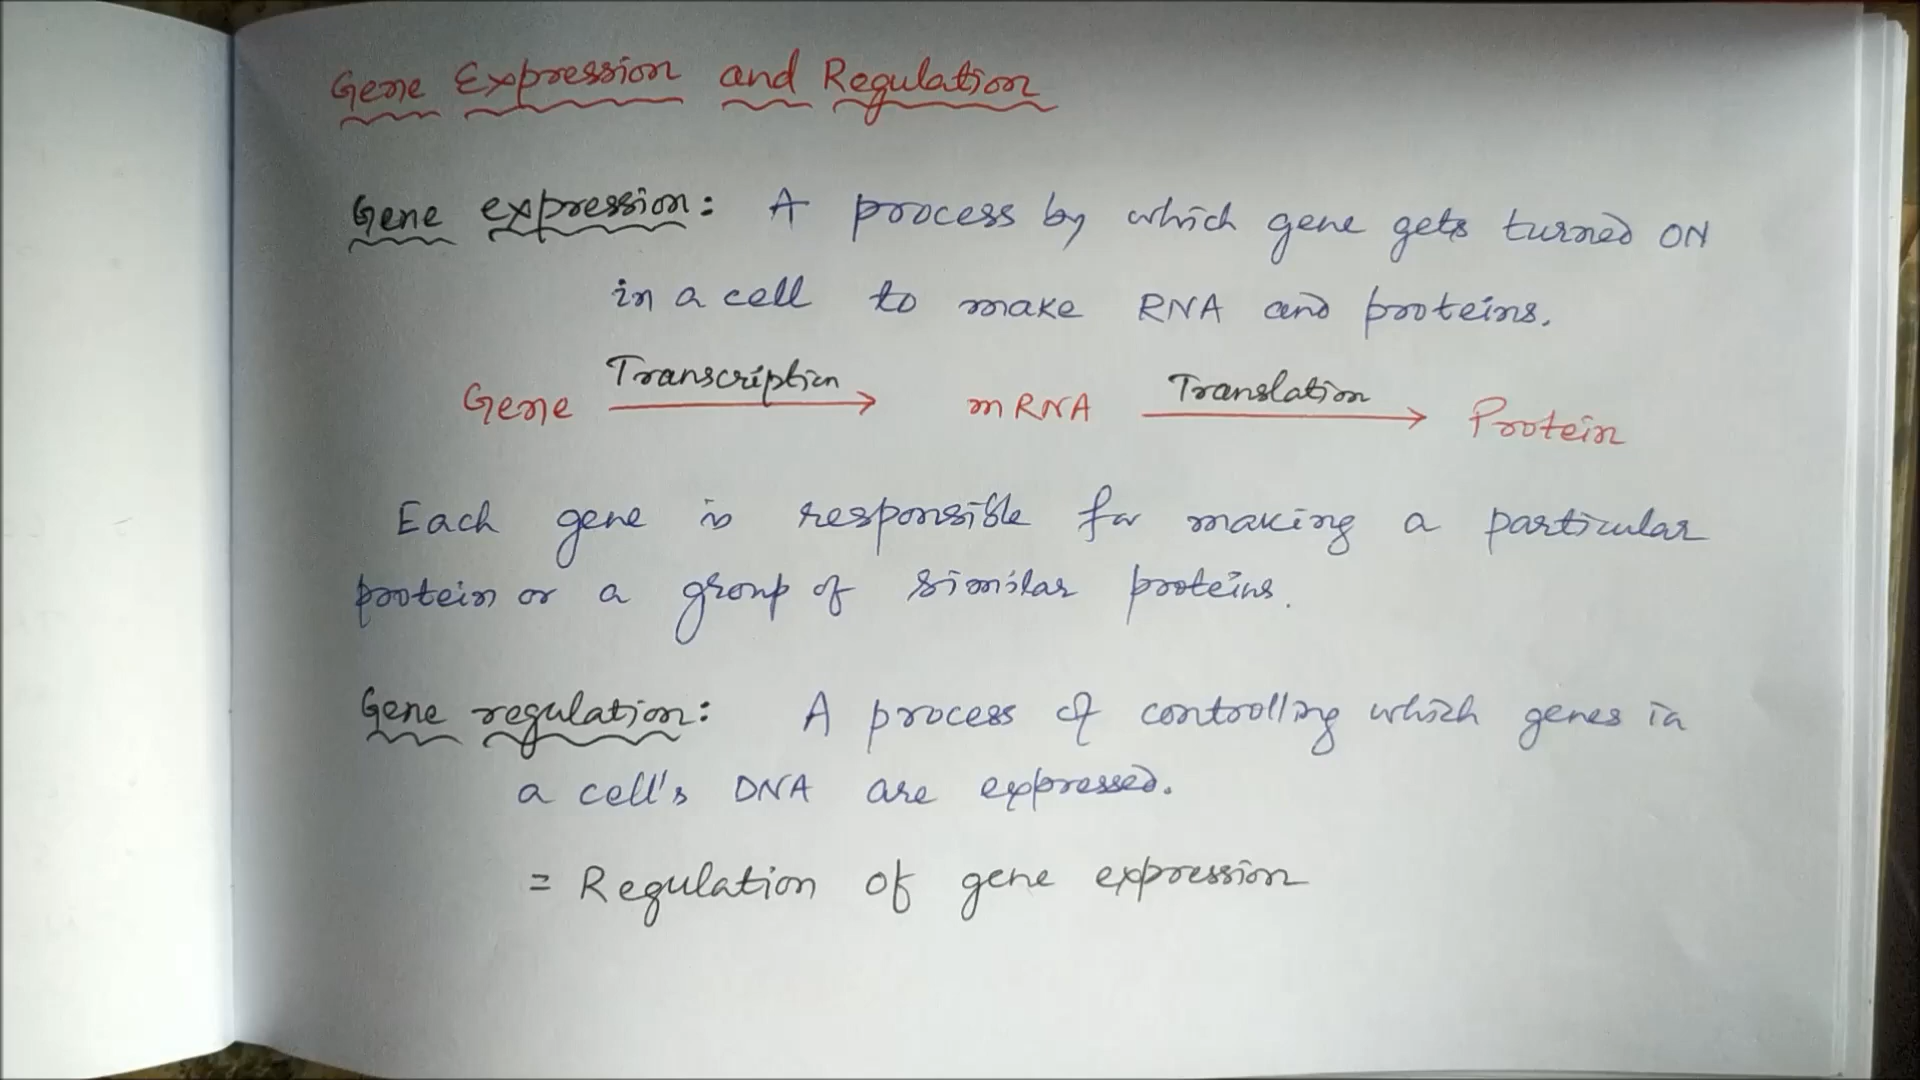 Gene Expression and Regulation
Gene expression: A process by which gene gets turned ON
in a cell to make RNA and proteins.
Gene Transcription → mRNA Translation → Protein
Each gene is responsible for making a particular
protein or a group of similar proteins.
Gene regulation: A process of controlling which genes in
a cell's DNA are expressed.
= Regulation of gene expression